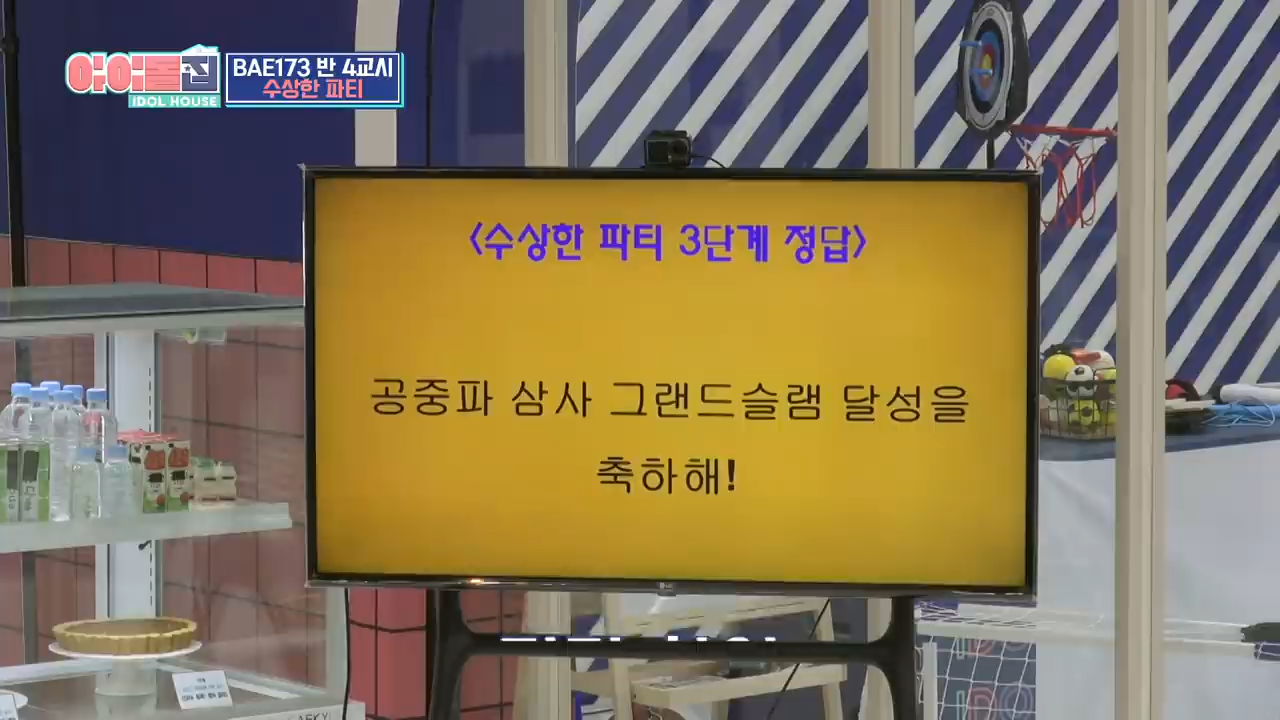 아이돌집
IDOL HOUSE
BAE173 반 4교시
수상한 파티
<수상한 파티 3단계 정답>
공중파 삼사 그랜드슬램 달성을
축하해!